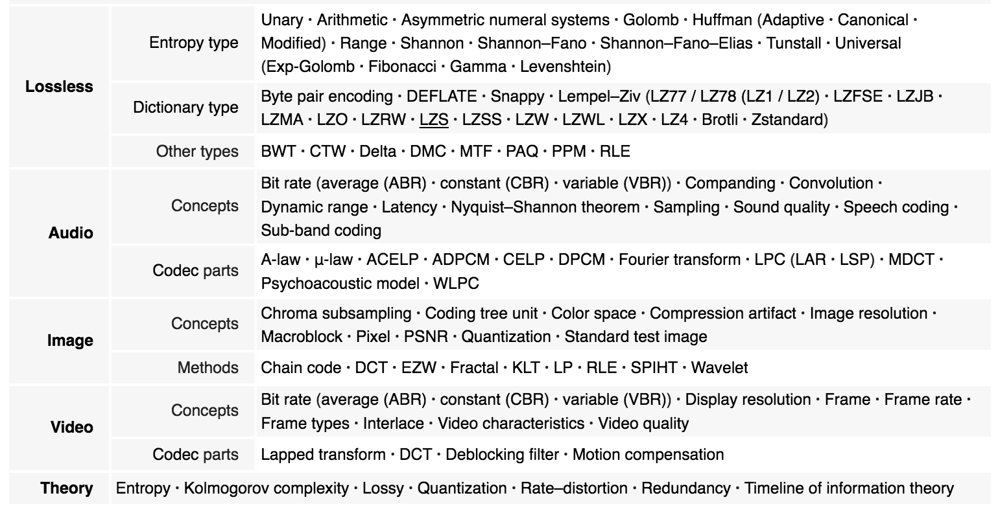 Lossless
Entropy type
Unary · Arithmetic · Asymmetric numeral systems · Golomb · Huffman (Adaptive · Canonical ·
Modified) · Range · Shannon · Shannon–Fano · Shannon–Fano–Elias · Tunstall · Universal
(Exp-Golomb · Fibonacci · Gamma · Levenshtein)
Dictionary type
Byte pair encoding · DEFLATE · Snappy · Lempel–Ziv (LZ77 / LZ78 (LZ1 / LZ2) · LZFSE · LZJB ·
LZMA · LZO · LZRW · LZS · LZSS · LZW · LZWL · LZX · LZ4 · Brotli · Zstandard)
Other types
BWT · CTW · Delta · DMC · MTF · PAQ · PPM · RLE
Audio
Concepts
Bit rate (average (ABR) · constant (CBR) · variable (VBR)) · Companding · Convolution ·
Dynamic range · Latency · Nyquist–Shannon theorem · Sampling · Sound quality · Speech coding ·
Sub-band coding
Codec parts
A-law · μ-law · ACELP · ADPCM · CELP · DPCM · Fourier transform · LPC (LAR · LSP) · MDCT ·
Psychoacoustic model · WLPC
Image
Concepts
Chroma subsampling · Coding tree unit · Color space · Compression artifact · Image resolution ·
Macroblock · Pixel · PSNR · Quantization · Standard test image
Methods
Chain code · DCT · EZW · Fractal · KLT · LP · RLE · SPIHT · Wavelet
Video
Concepts
Bit rate (average (ABR) · constant (CBR) · variable (VBR)) · Display resolution · Frame · Frame rate ·
Frame types · Interlace · Video characteristics · Video quality
Codec parts
Lapped transform · DCT · Deblocking filter · Motion compensation
Theory
Entropy · Kolmogorov complexity · Lossy · Quantization · Rate–distortion · Redundancy · Timeline of information theory